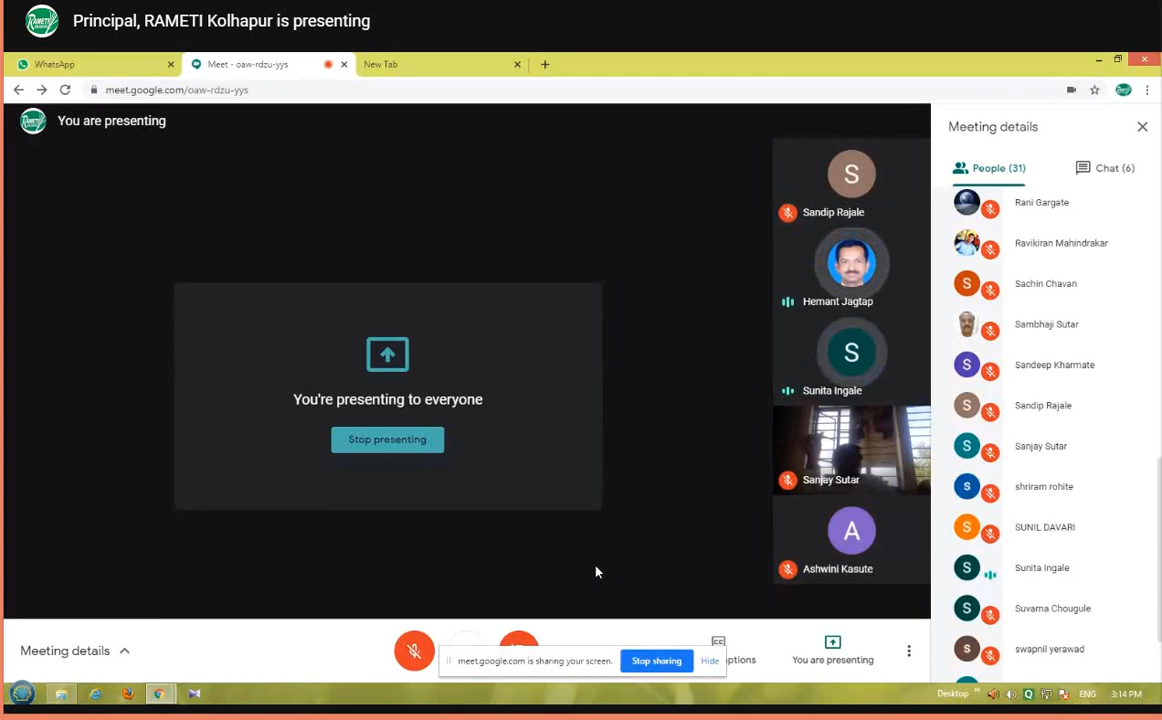 Principal, RAMETI Kolhapur is presenting
WhatsApp
Meet - oaw-rdzu-yys
New Tab
meet.google.com/oaw-rdzu-yys
You are presenting
Meeting details
People (31)
Chat (6)
S
Sandip Rajale
Hemant Jagtap
S
Sunita Ingale
Sanjay Sutar
A
Ashwini Kasute
You're presenting to everyone
Stop presenting
Rani Gargate
Ravikiran Mahindrakar
S
Sachin Chavan
Sambhaji Sutar
S
Sandeep Kharmate
S
Sandip Rajale
S
Sanjay Sutar
s
shriram rohite
S
SUNIL DAVARI
S
Sunita Ingale
S
Suvarna Chougule
s
swapnil yerawad
Meeting details
meet.google.com is sharing your screen.
Stop sharing
Hide
ptions
You are presenting
Desktop
ENG
3:14 PM